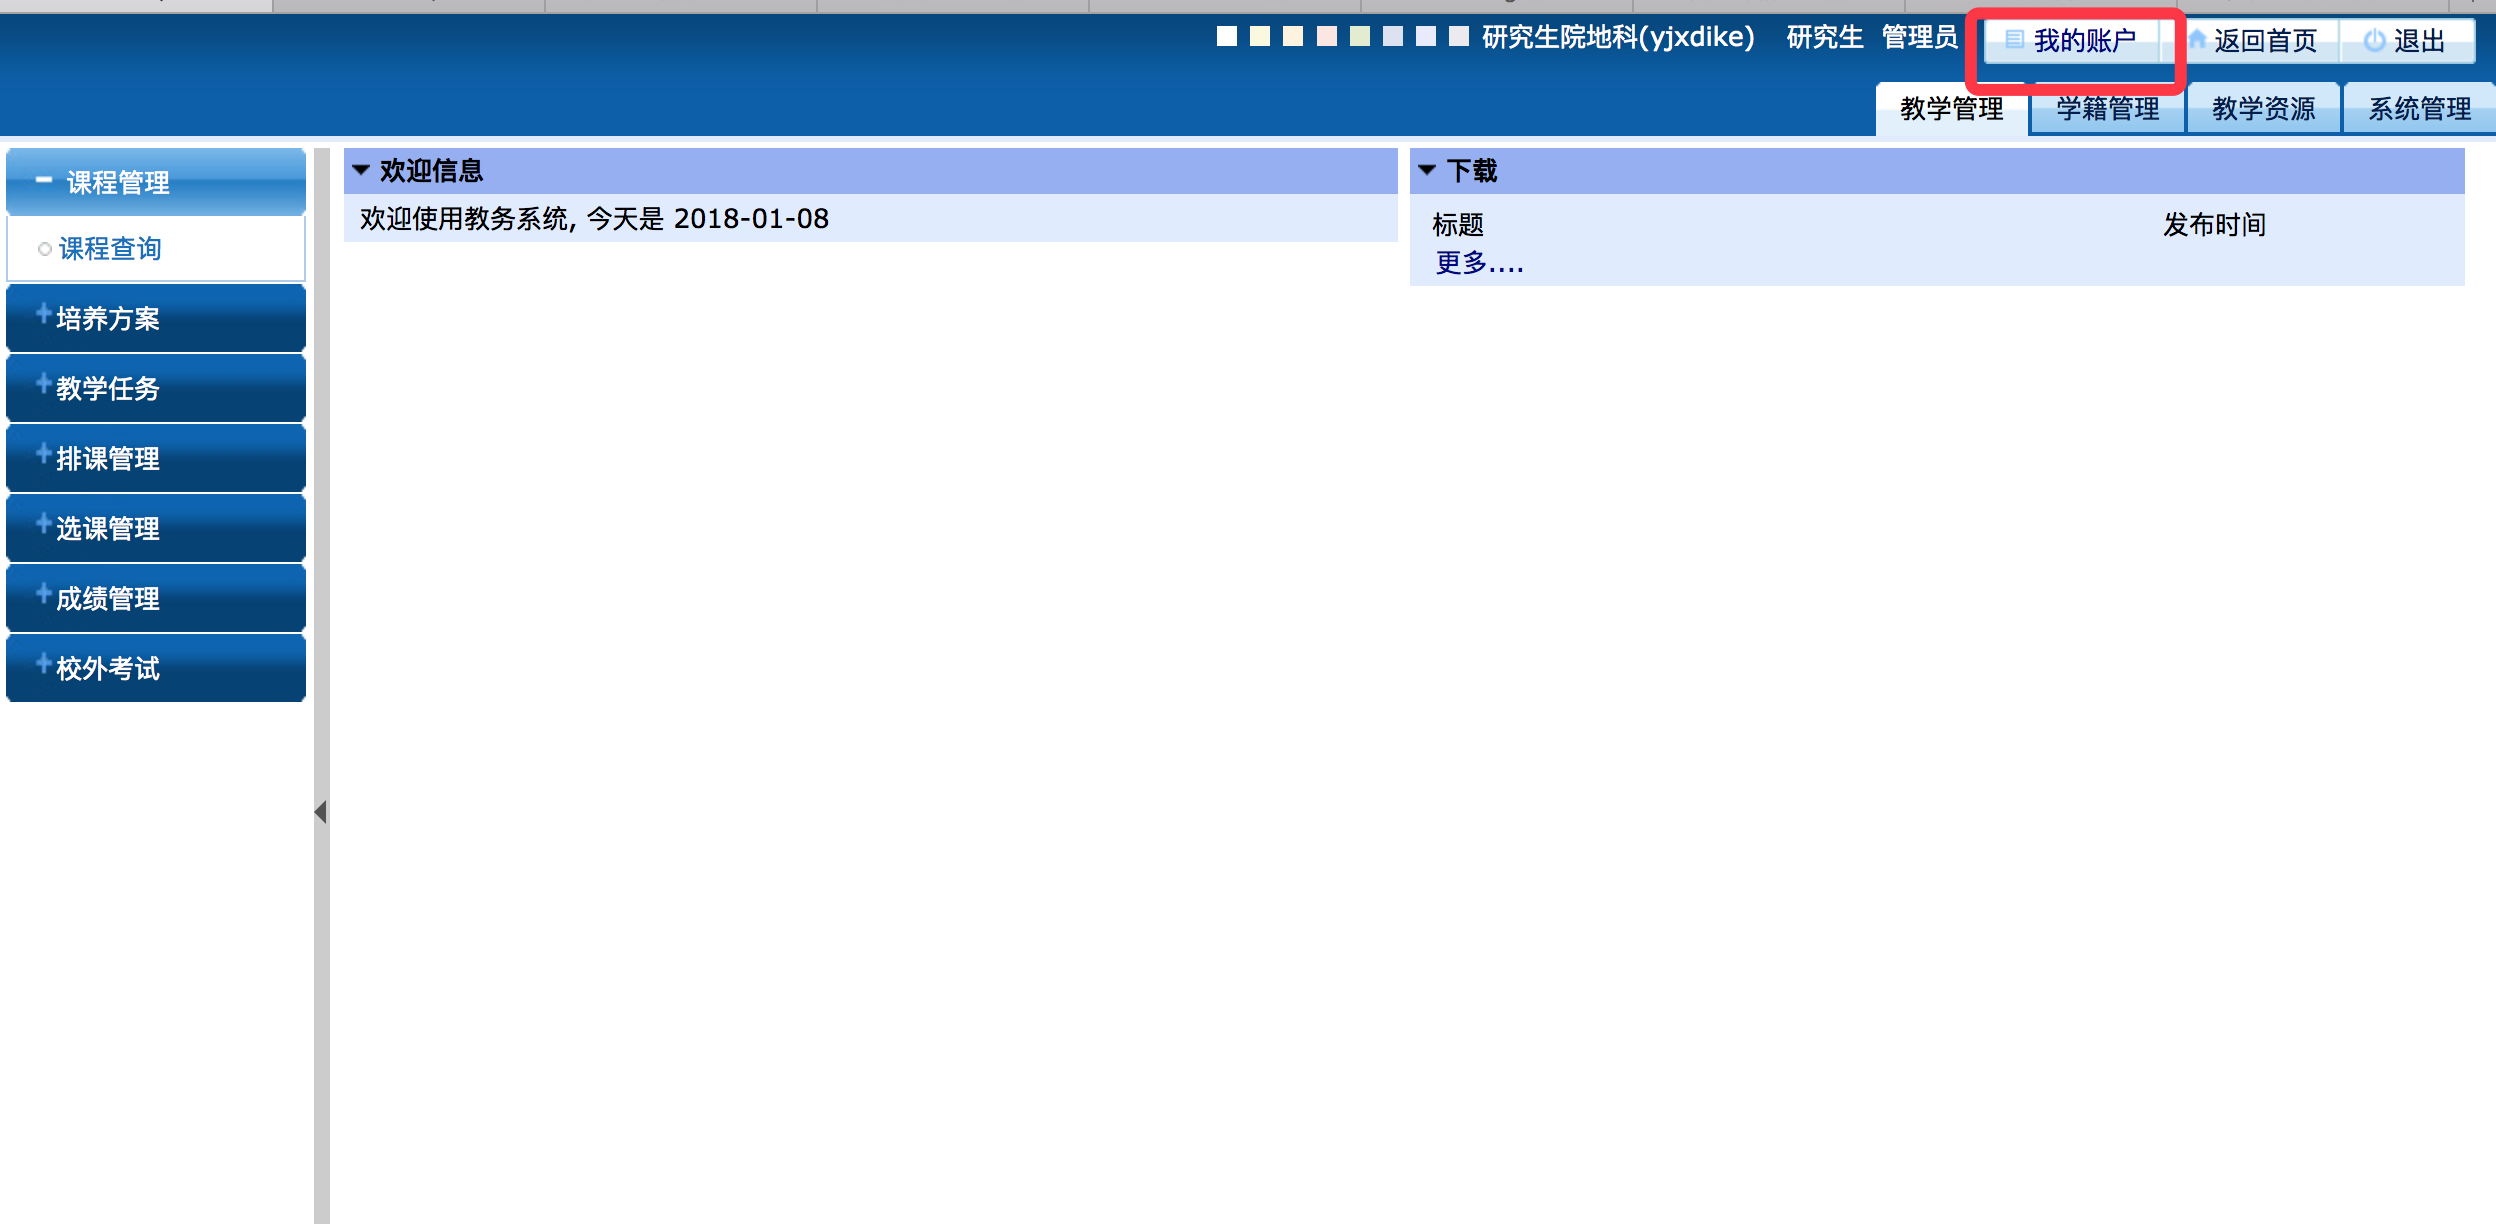 研究生院地科(yjxdike) 研究生 管理员 我的账户 返回首页 退出
教学管理 学籍管理 教学资源 系统管理
课程管理
课程查询
培养方案
教学任务
排课管理
选课管理
成绩管理
校外考试
欢迎信息
欢迎使用教务系统, 今天是 2018-01-08
下载
标题 发布时间
更多....